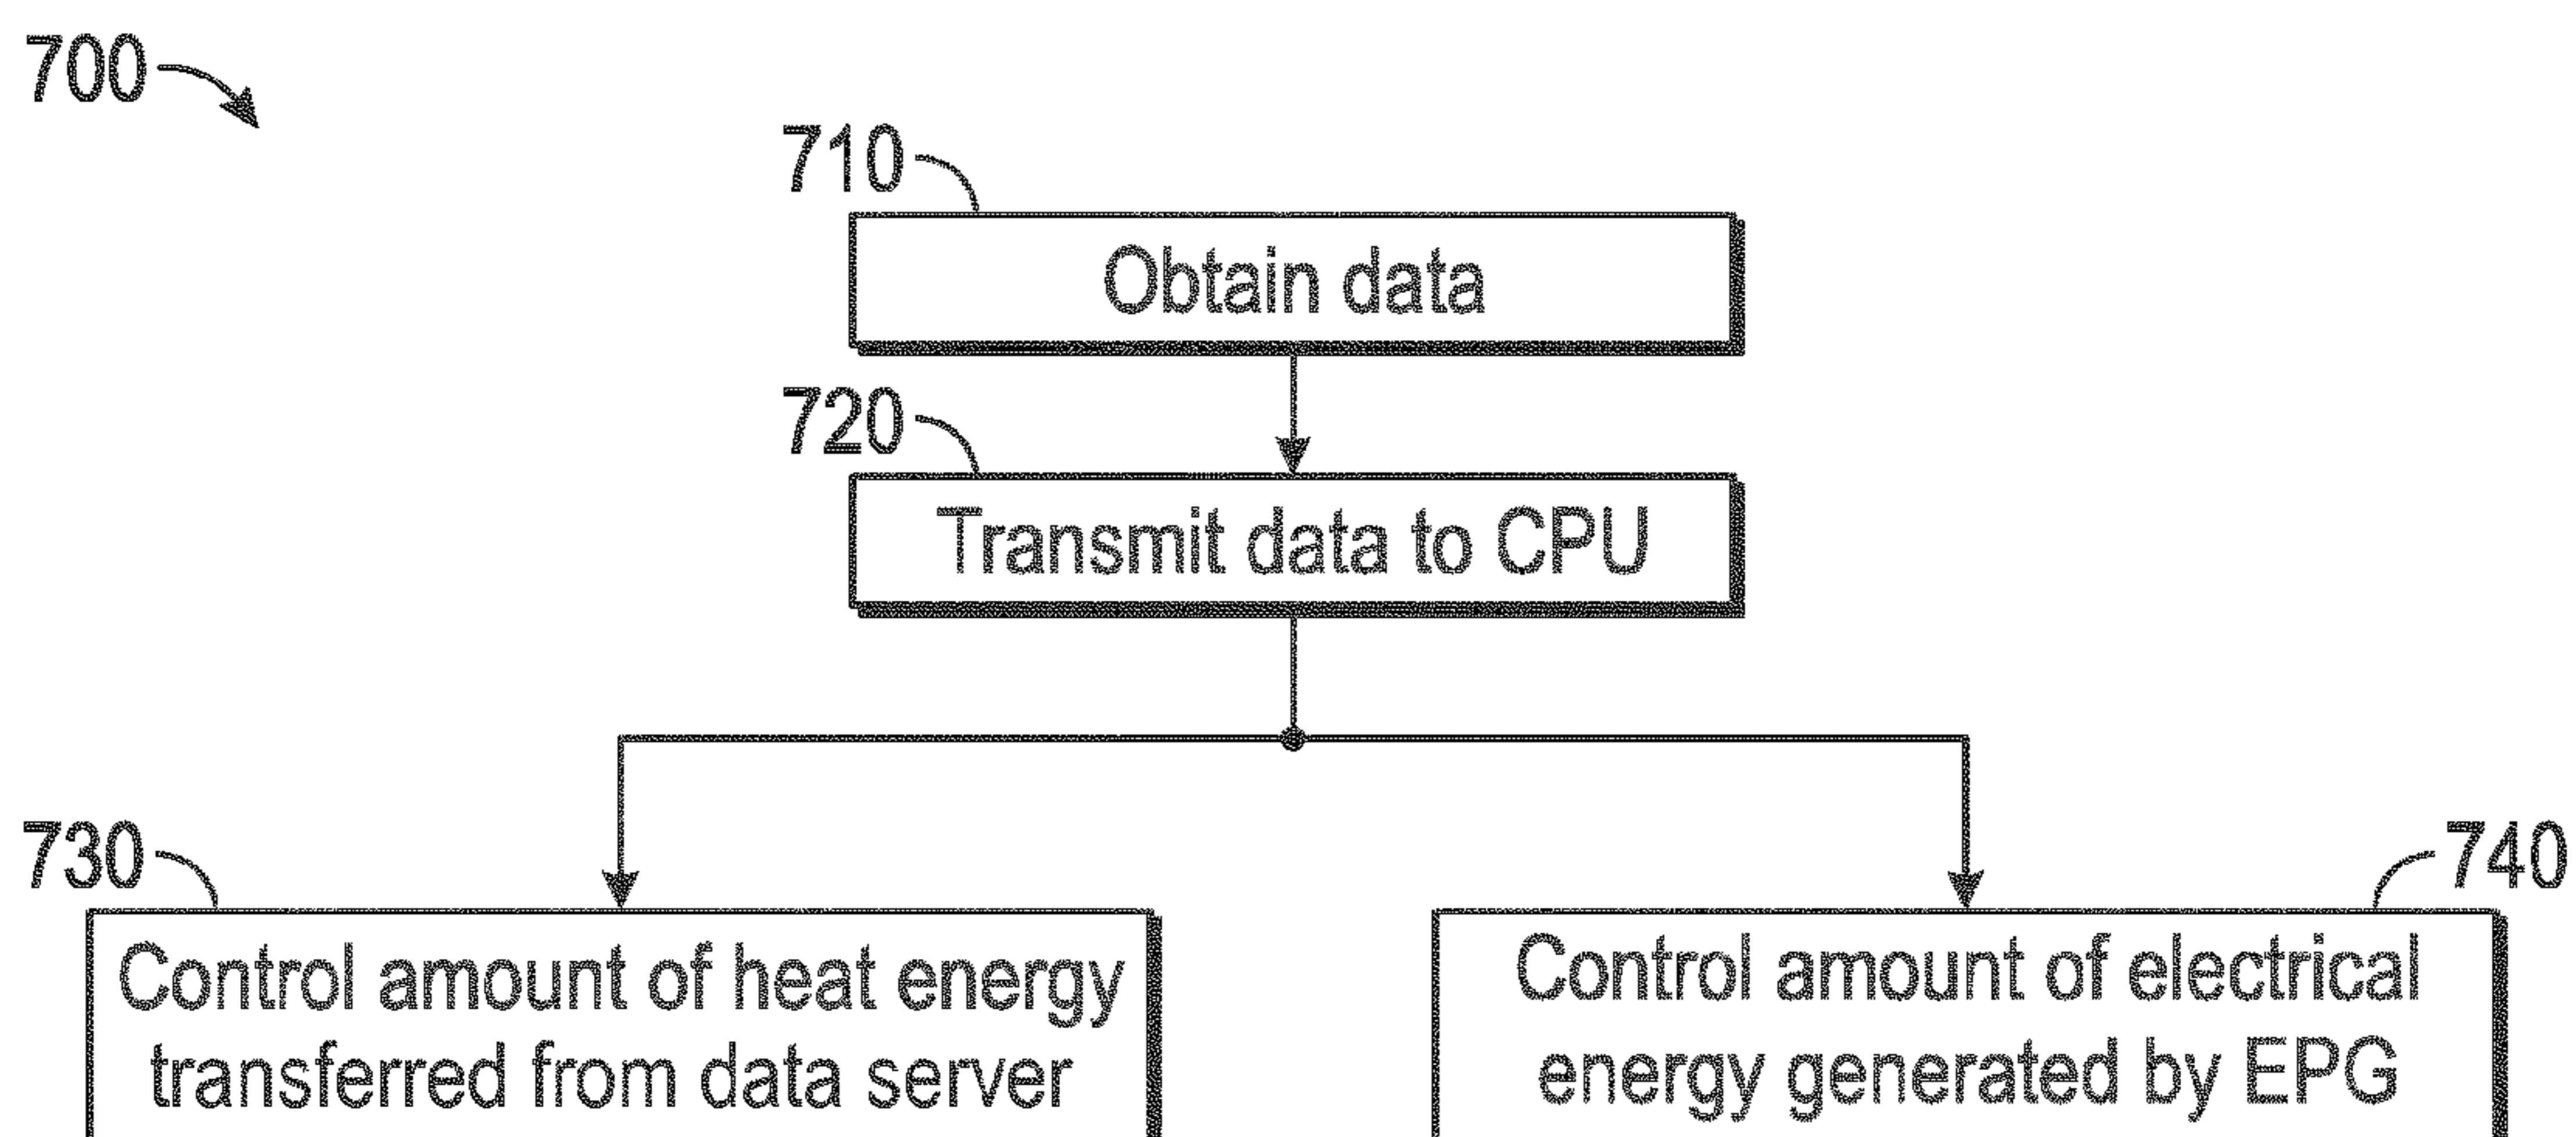 700
710
Obtain data
720
Transmit data to CPU
730
740
Control amount of heat energy
transferred from data server
Control amount of electrical
energy generated by EPG